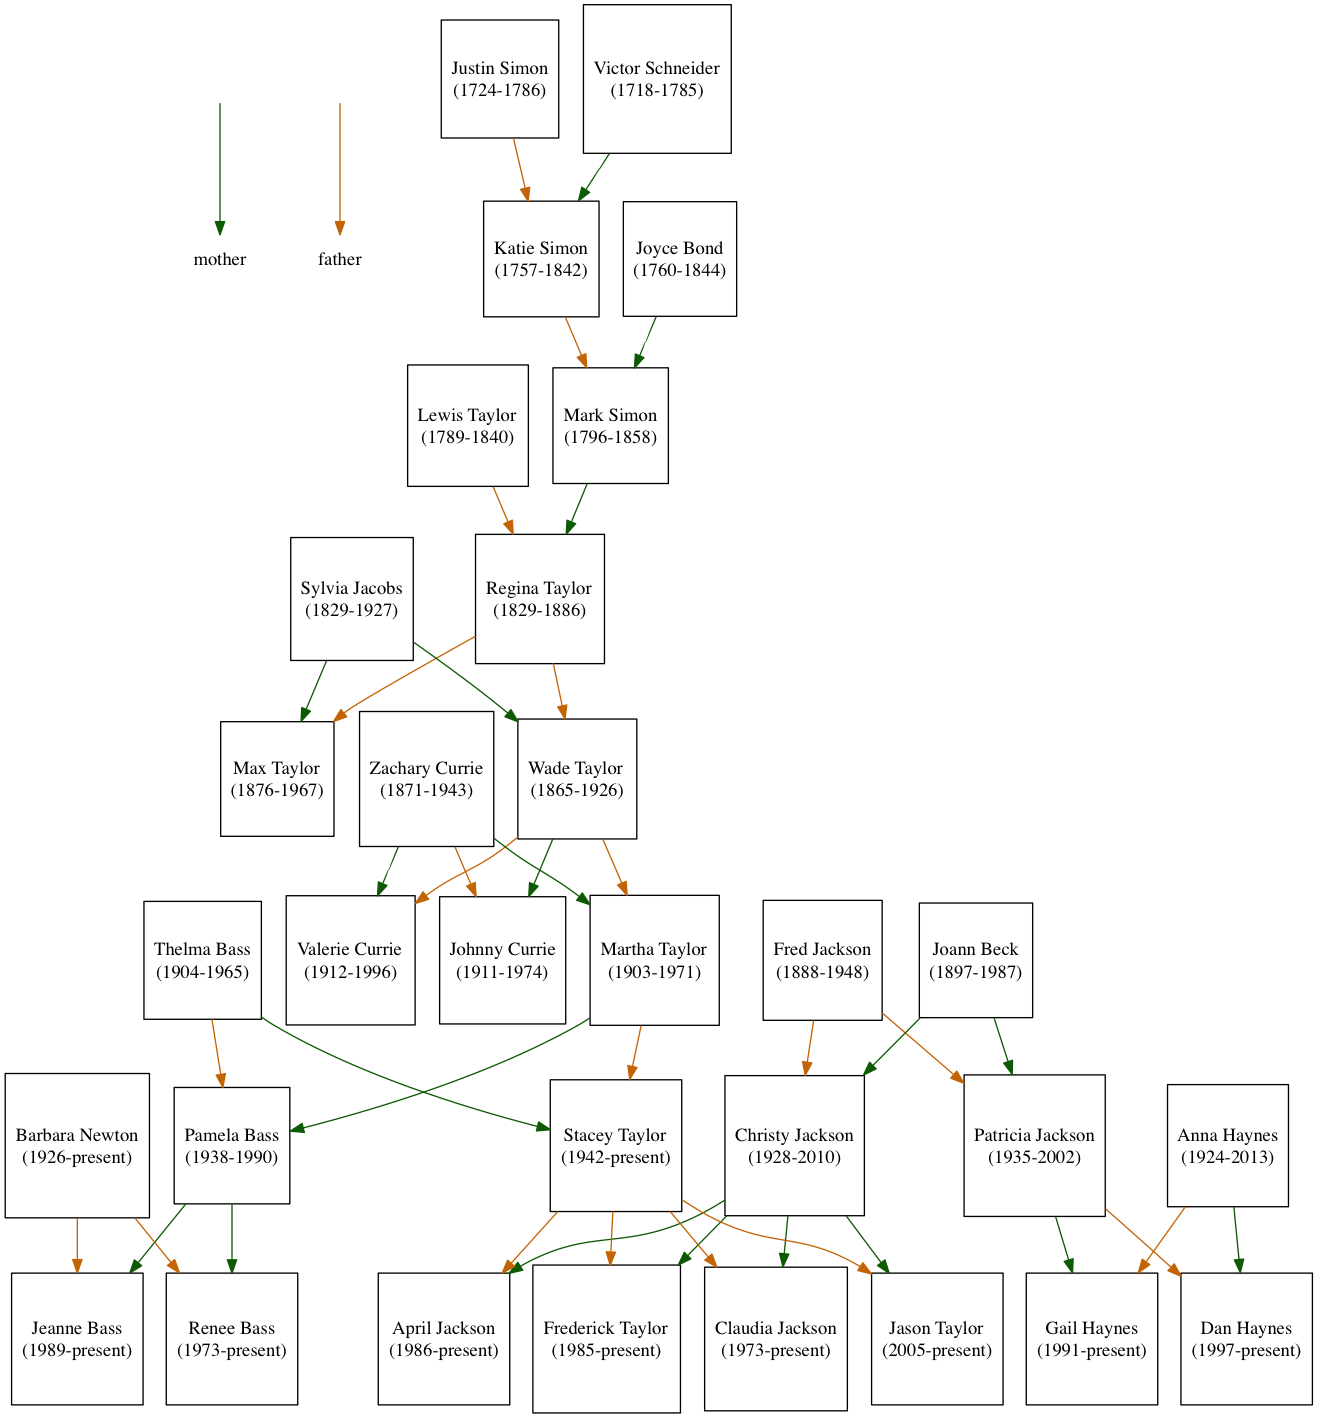 Justin Simon
(1724-1786)
Victor Schneider
(1718-1785)
mother
father
Katie Simon
(1757-1842)
Joyce Bond
(1760-1844)
Lewis Taylor
(1789-1840)
Mark Simon
(1796-1858)
Sylvia Jacobs
(1829-1927)
Regina Taylor
(1829-1886)
Max Taylor
(1876-1967)
Zachary Currie
(1871-1943)
Wade Taylor
(1865-1926)
Thelma Bass
(1904-1965)
Valerie Currie
(1912-1996)
Johnny Currie
(1911-1974)
Martha Taylor
(1903-1971)
Fred Jackson
(1888-1948)
Joann Beck
(1897-1987)
Barbara Newton
(1926-present)
Pamela Bass
(1938-1990)
Stacey Taylor
(1942-present)
Christy Jackson
(1928-2010)
Patricia Jackson
(1935-2002)
Anna Haynes
(1924-2013)
Jeanne Bass
(1989-present)
Renee Bass
(1973-present)
April Jackson
(1986-present)
Frederick Taylor
(1985-present)
Claudia Jackson
(1973-present)
Jason Taylor
(2005-present)
Gail Haynes
(1991-present)
Dan Haynes
(1997-present)